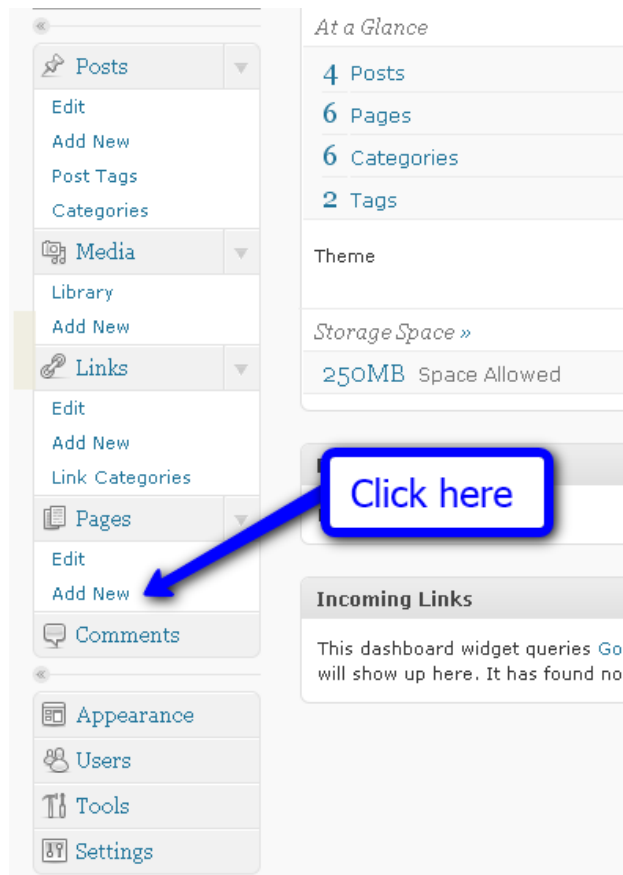 Posts
Edit
Add New
Post Tags
Categories
Media
Library
Add New
Links
Edit
Add New
Link Categories
Pages
Edit
Add New
Comments
Appearance
Users
Tools
Settings
At a Glance
4 Posts
6 Pages
6 Categories
2 Tags
Theme
Storage Space »
250MB Space Allowed
Click here
Incoming Links
This dashboard widget queries Go
will show up here. It has found no